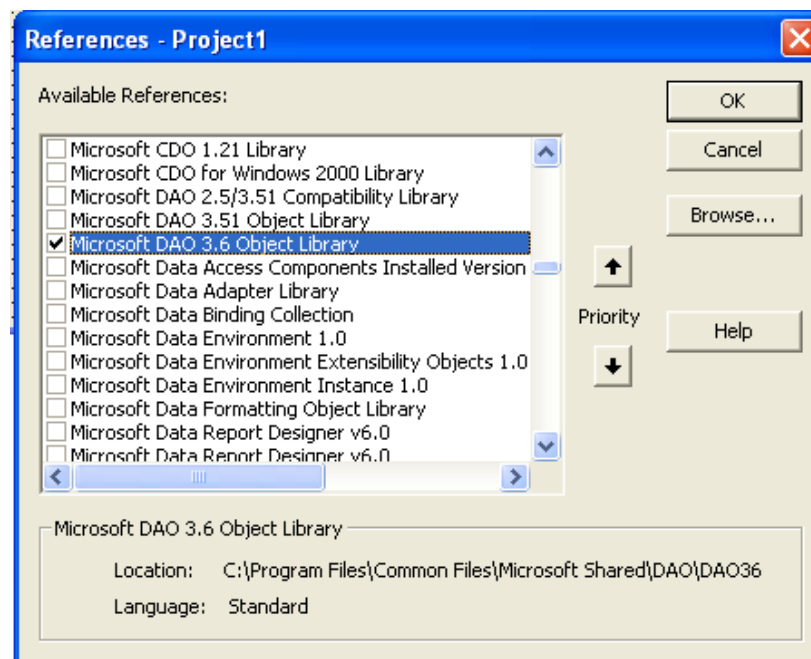 References - Project1
Available References:
Microsoft CDO 1.21 Library
Microsoft CDO for Windows 2000 Library
Microsoft DAO 2.5/3.51 Compatibility Library
Microsoft DAO 3.51 Object Library
Microsoft DAO 3.6 Object Library
Microsoft Data Access Components Installed Version
Microsoft Data Adapter Library
Microsoft Data Binding Collection
Microsoft Data Environment 1.0
Microsoft Data Environment Extensibility Objects 1.0
Microsoft Data Environment Instance 1.0
Microsoft Data Formatting Object Library
Microsoft Data Report Designer v6.0
Microsoft Data Report Designer v6.0
OK
Cancel
Browse...
Priority
Help
Microsoft DAO 3.6 Object Library
Location: C:\Program Files\Common Files\Microsoft Shared\DAO\DAO36
Language: Standard